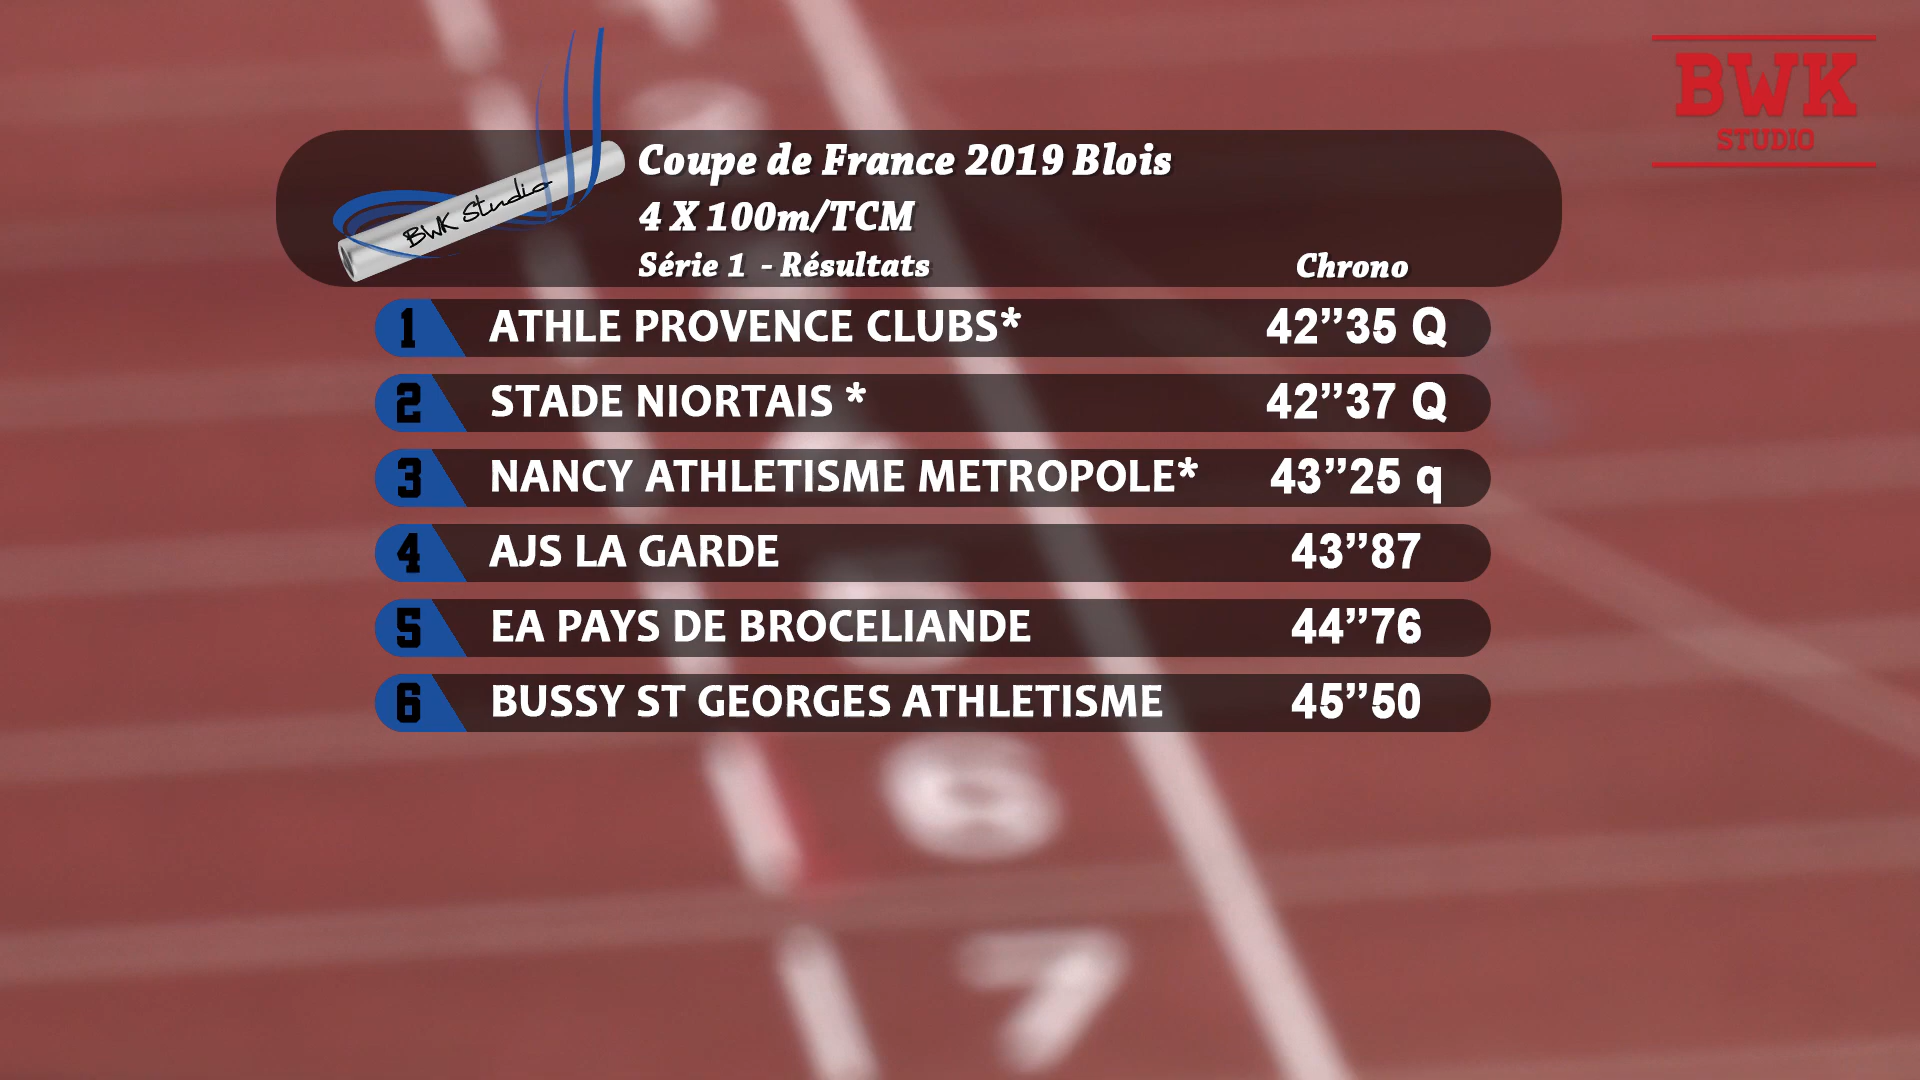 BWK
STUDIO
BWK Studio
Coupe de France 2019 Blois
4 X 100m/TCM
Série 1 - Résultats Chrono
1 ATHLE PROVENCE CLUBS* 42”35 Q
2 STADE NIORTAIS * 42”37 Q
3 NANCY ATHLETISME METROPOLE* 43”25 q
4 AJS LA GARDE 43”87
5 EA PAYS DE BROCELIANDE 44”76
6 BUSSY ST GEORGES ATHLETISME 45”50
6
7